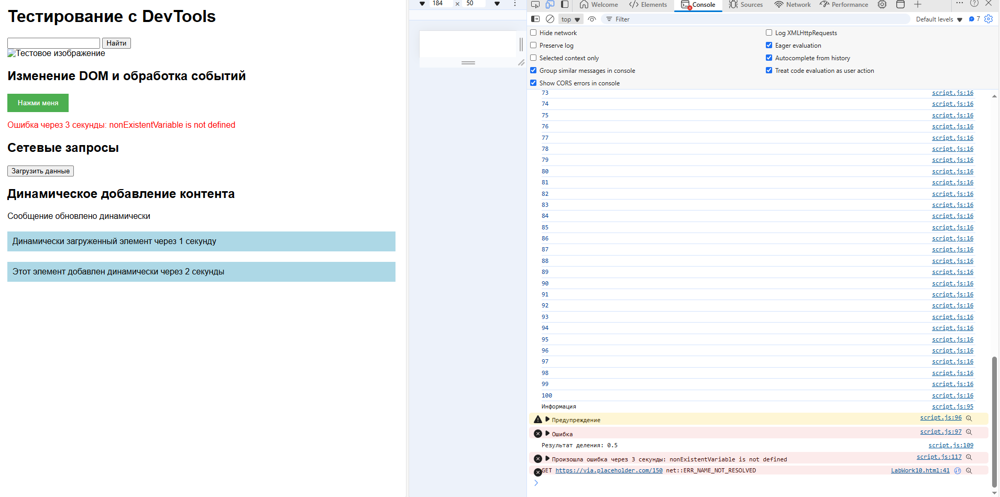 Тестирование с DevTools
Найти
Тестовое изображение
Изменение DOM и обработка событий
Нажми меня
Ошибка через 3 секунды: nonExistentVariable is not defined
Сетевые запросы
Загрузить данные
Динамическое добавление контента
Сообщение обновлено динамически
Динамически загруженный элемент через 1 секунду
Этот элемент добавлен динамически через 2 секунды
184 × 50
Welcome Elements Console Sources Network Performance
top Filter Default levels 7
Hide network Log XMLHttpRequests
Preserve log Eager evaluation
Selected context only Autocomplete from history
Group similar messages in console Treat code evaluation as user action
Show CORS errors in console
73 script.js:16
74 script.js:16
75 script.js:16
76 script.js:16
77 script.js:16
78 script.js:16
79 script.js:16
80 script.js:16
81 script.js:16
82 script.js:16
83 script.js:16
84 script.js:16
85 script.js:16
86 script.js:16
87 script.js:16
88 script.js:16
89 script.js:16
90 script.js:16
91 script.js:16
92 script.js:16
93 script.js:16
94 script.js:16
95 script.js:16
96 script.js:16
97 script.js:16
98 script.js:16
99 script.js:16
100 script.js:16
Информация script.js:95
Предупреждение script.js:96
Ошибка script.js:97
Результат деления: 0.5 script.js:109
Произошла ошибка через 3 секунды: nonExistentVariable is not defined script.js:117
GET https://via.placeholder.com/150 net::ERR_NAME_NOT_RESOLVED LabWork10.html:41